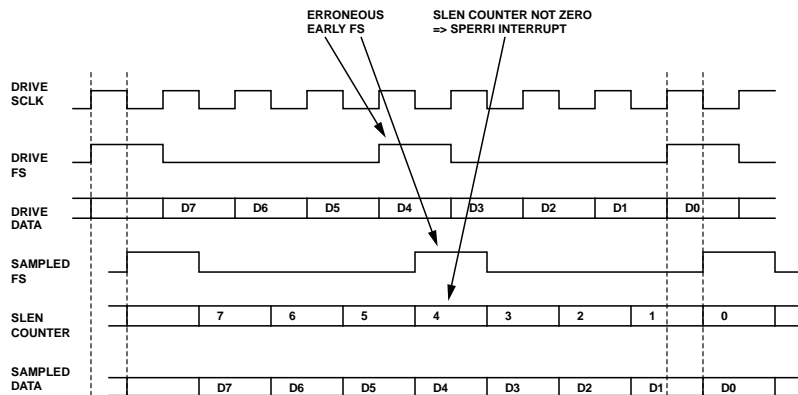 ERRONEOUS
EARLY FS
SLEN COUNTER NOT ZERO
=> SPERRI INTERRUPT
DRIVE
SCLK
DRIVE
FS
DRIVE
DATA
D7 D6 D5 D4 D3 D2 D1 D0
SAMPLED
FS
SLEN
COUNTER
7 6 5 4 3 2 1 0
SAMPLED
DATA
D7 D6 D5 D4 D3 D2 D1 D0